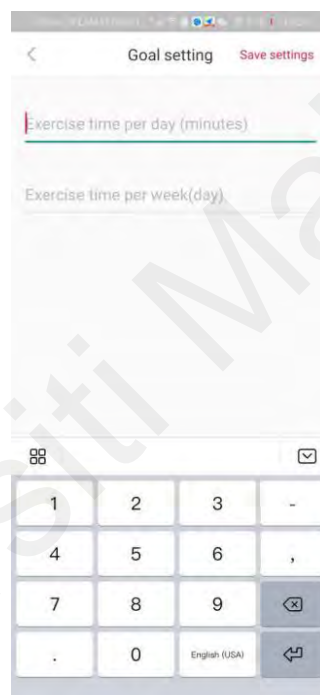 Goal setting Save settings
Exercise time per day (minutes)
Exercise time per week(day)
1 2 3 -
4 5 6 ,
7 8 9
. 0 English (USA)